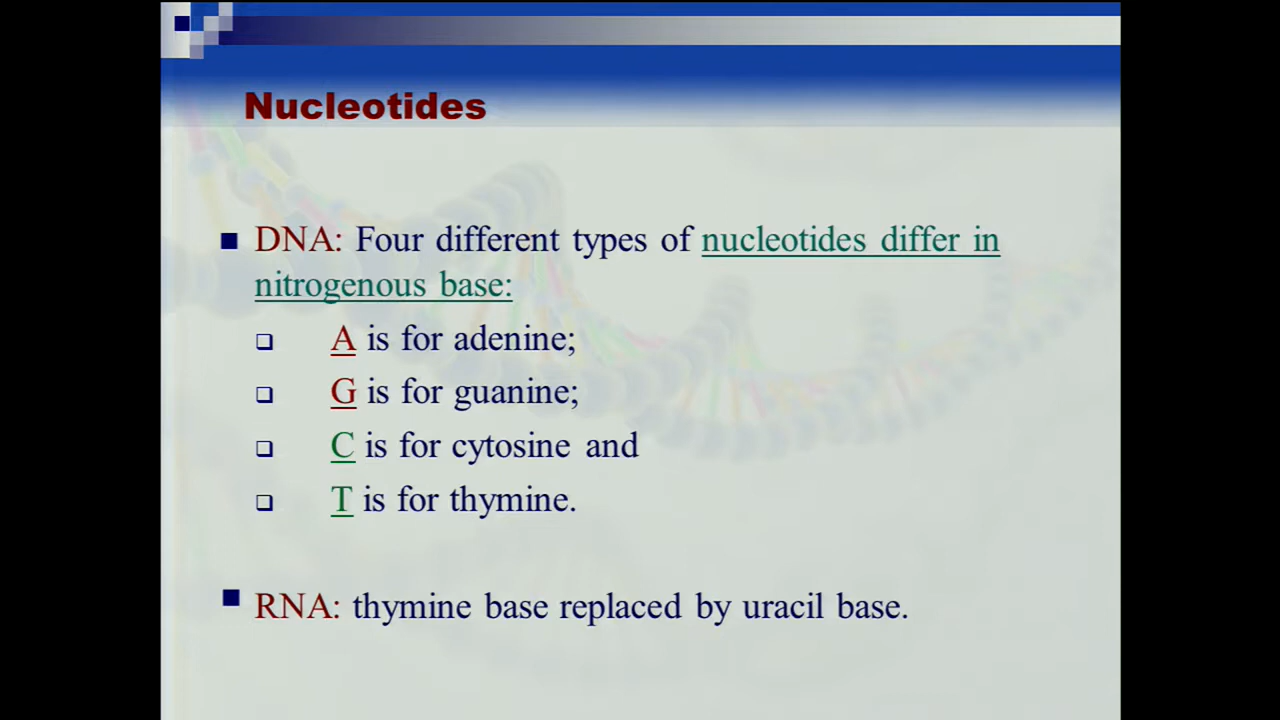 Nucleotides
DNA: Four different types of nucleotides differ in
nitrogenous base:
A is for adenine;
G is for guanine;
C is for cytosine and
T is for thymine.
RNA: thymine base replaced by uracil base.